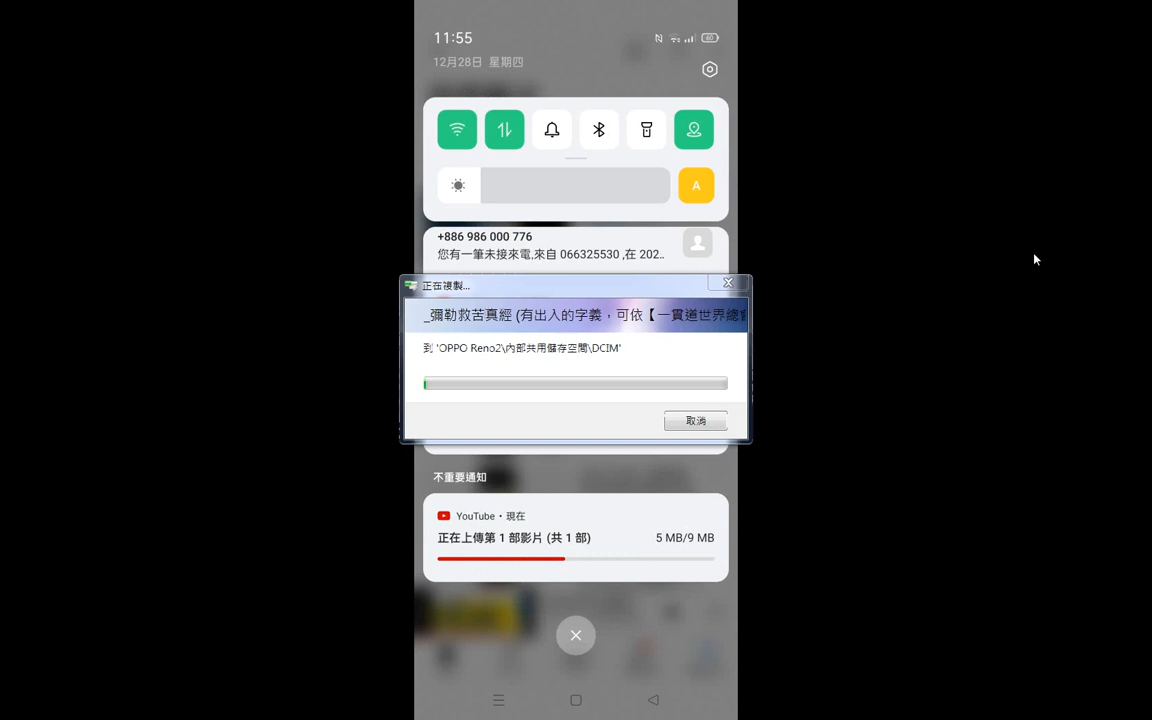 11:55
60
12月28日 星期四
A
+886 986 000 776
您有一筆未接來電,來自 066325530 ,在 202..
正在複製...
_彌勒救苦真經 (有出入的字義，可依【一貫道世界總會
到 'OPPO Reno2\內部共用儲存空間\DCIM'
取消
不重要通知
YouTube • 現在
正在上傳第 1 部影片 (共 1 部) 5 MB/9 MB